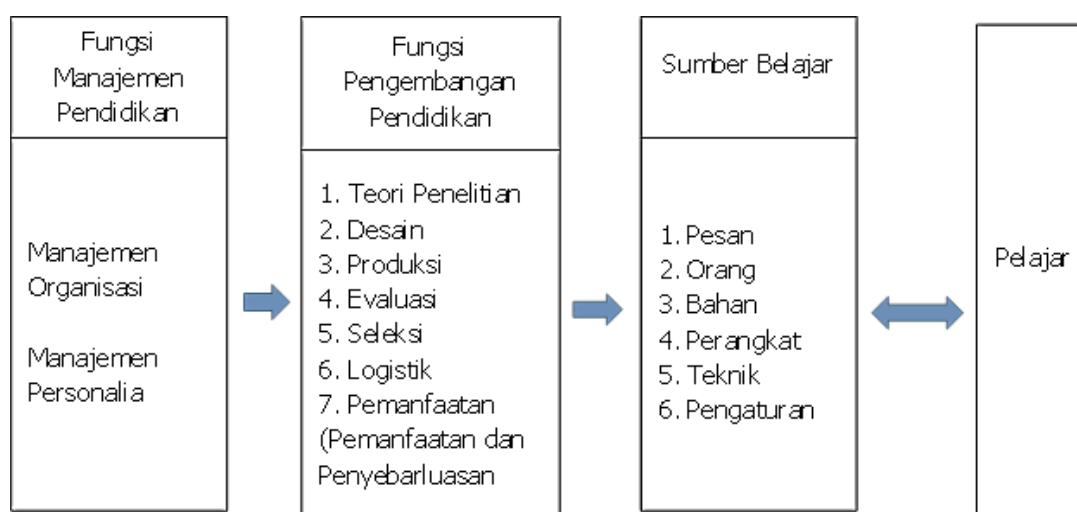 Fungsi
Manajemen
Pendidikan
Manajemen
Organisasi
Manajemen
Personalia
Fungsi
Pengembangan
Pendidikan
1. Teori Penelitian
2. Desain
3. Produksi
4. Evaluasi
5. Seleksi
6. Logistik
7. Pemanfaatan
(Pemanfaatan dan
Penyebarluasan
Sumber Belajar
1. Pesan
2. Orang
3. Bahan
4. Perangkat
5. Teknik
6. Pengaturan
Pelajar